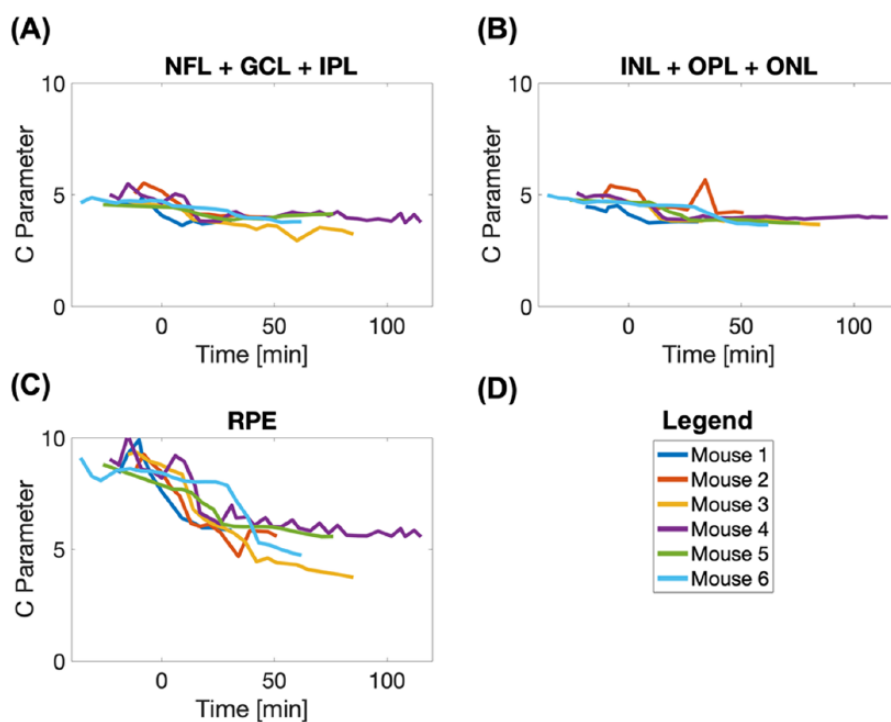 (A)
NFL + GCL + IPL
10
5
0
C Parameter
0 50 100
Time [min]
(B)
INL + OPL + ONL
10
5
0
C Parameter
0 50 100
Time [min]
(C)
RPE
10
5
0
C Parameter
0 50 100
Time [min]
(D)
Legend
Mouse 1
Mouse 2
Mouse 3
Mouse 4
Mouse 5
Mouse 6